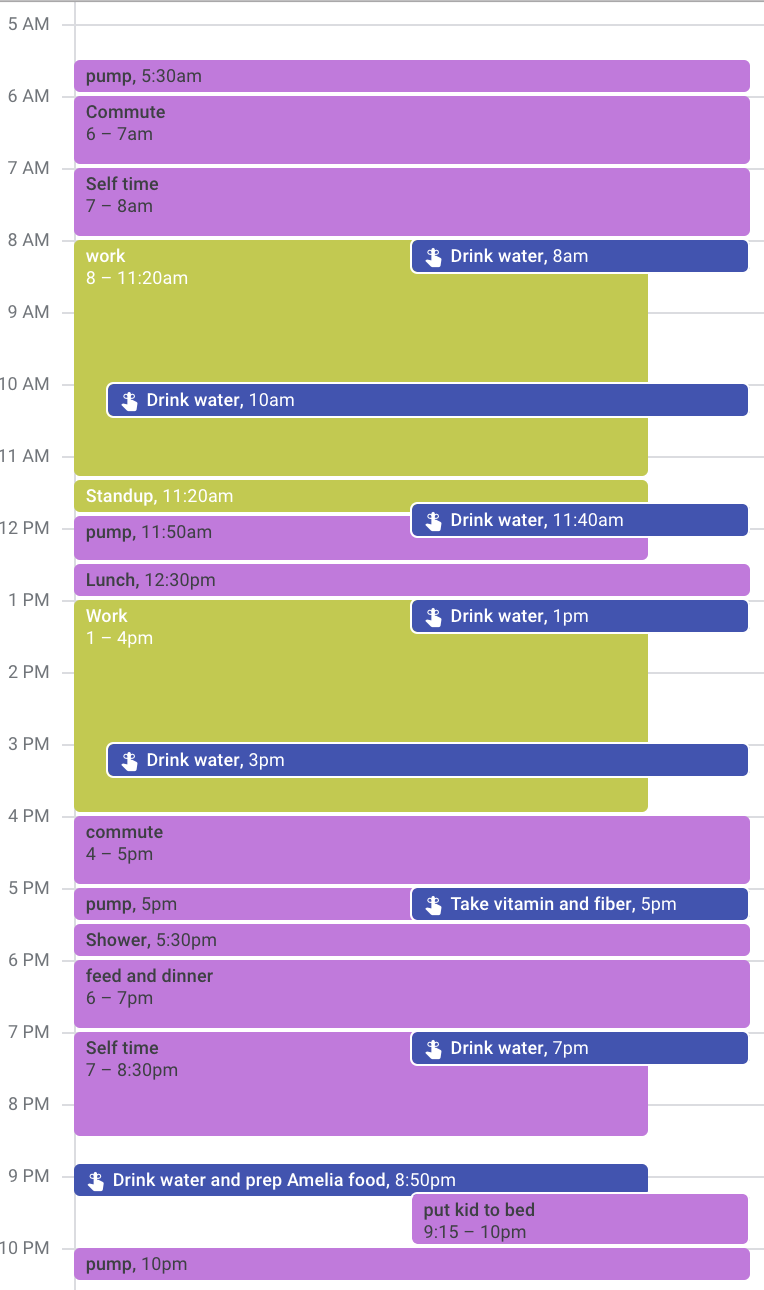 5 AM
pump, 5:30am
6 AM
Commute
6 – 7am
7 AM
Self time
7 – 8am
8 AM
work
8 – 11:20am
Drink water, 8am
9 AM
10 AM
Drink water, 10am
11 AM
Standup, 11:20am
Drink water, 11:40am
12 PM
pump, 11:50am
Lunch, 12:30pm
1 PM
Work
1 – 4pm
Drink water, 1pm
2 PM
3 PM
Drink water, 3pm
4 PM
commute
4 – 5pm
5 PM
pump, 5pm
Take vitamin and fiber, 5pm
Shower, 5:30pm
6 PM
feed and dinner
6 – 7pm
7 PM
Self time
7 – 8:30pm
Drink water, 7pm
8 PM
9 PM
Drink water and prep Amelia food, 8:50pm
put kid to bed
9:15 – 10pm
10 PM
pump, 10pm